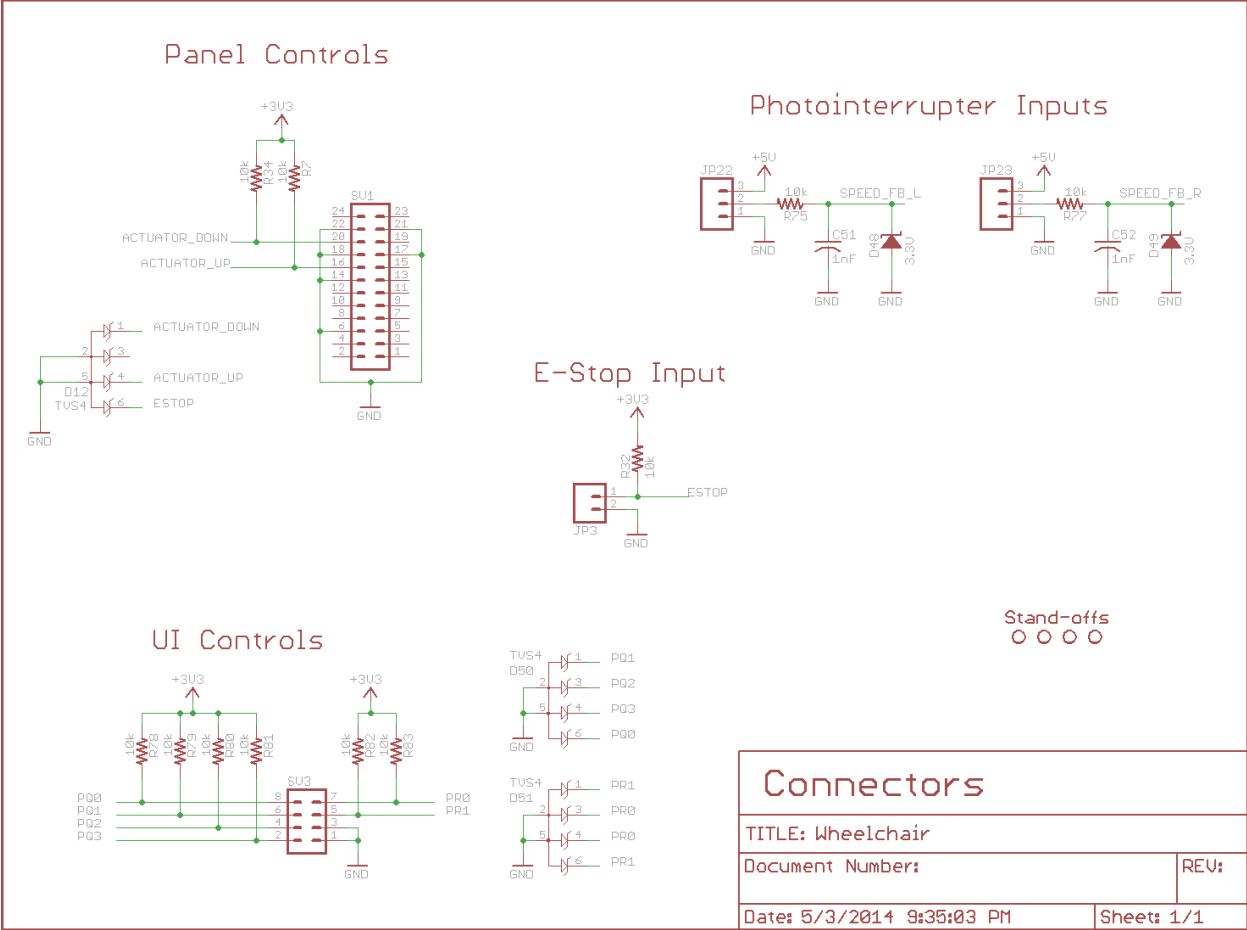 Panel Controls
+3V3
10k
R34
10k
R7
SV1
24 23
22 21
20 19
18 17
16 15
14 13
12 11
10 9
8 7
6 5
4 3
2 1
ACTUATOR_DOWN
ACTUATOR_UP
GND
1 ACTUATOR_DOWN
2 3
5 4 ACTUATOR_UP
6 ESTOP
D12
TVS4
GND
Photointerrupter Inputs
JP22
+5V
3
2
1
10k
R75
SPEED_FB_L
GND
C51
1nF
GND
D48
3.3V
GND
JP23
+5V
3
2
1
10k
R77
SPEED_FB_R
GND
C52
1nF
GND
D49
3.3V
GND
E-Stop Input
+3V3
R32
10k
1
2
ESTOP
JP3
GND
Stand-offs
UI Controls
+3V3
10k
R78
10k
R79
10k
R80
10k
R81
+3V3
10k
R82
10k
R83
SV3
PQ0 8 7 PR0
PQ1 6 5 PR1
PQ2 4 3
PQ3 2 1
GND
TVS4
D50
1 PQ1
2 3 PQ2
5 4 PQ3
6 PQ0
GND
TVS4
D51
1 PR1
2 3 PR0
5 4 PR0
6 PR1
GND
Connectors
TITLE: Wheelchair
Document Number:
REV:
Date: 5/3/2014 9:35:03 PM
Sheet: 1/1